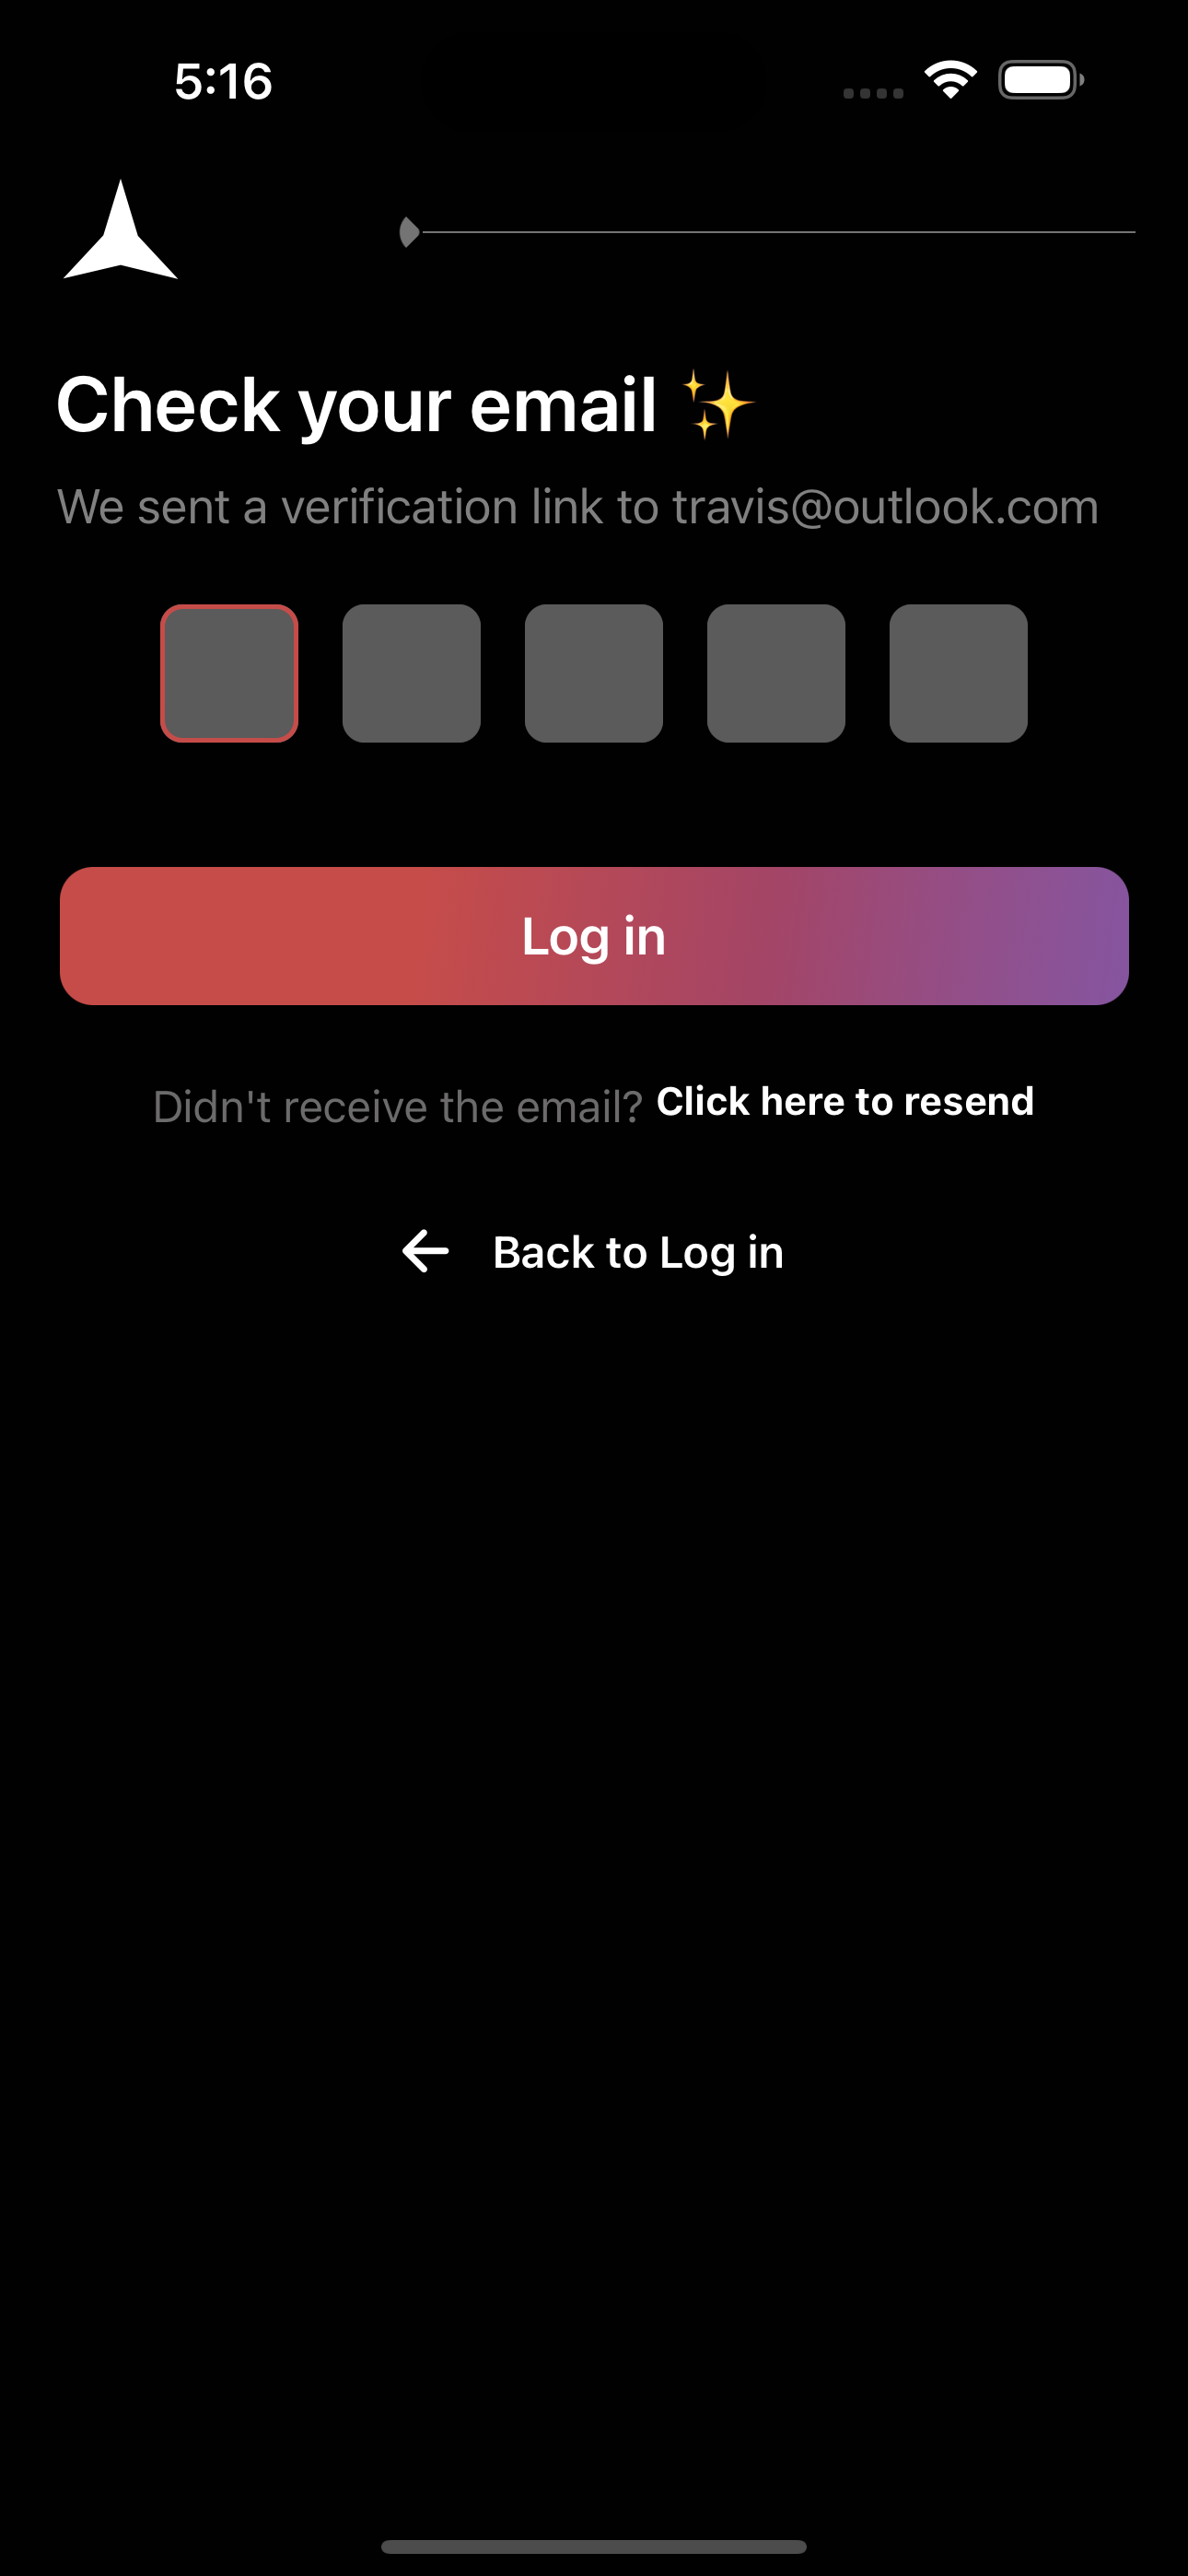 5:16
Check your email ✨
We sent a verification link to travis@outlook.com
Log in
Didn't receive the email? Click here to resend
Back to Log in